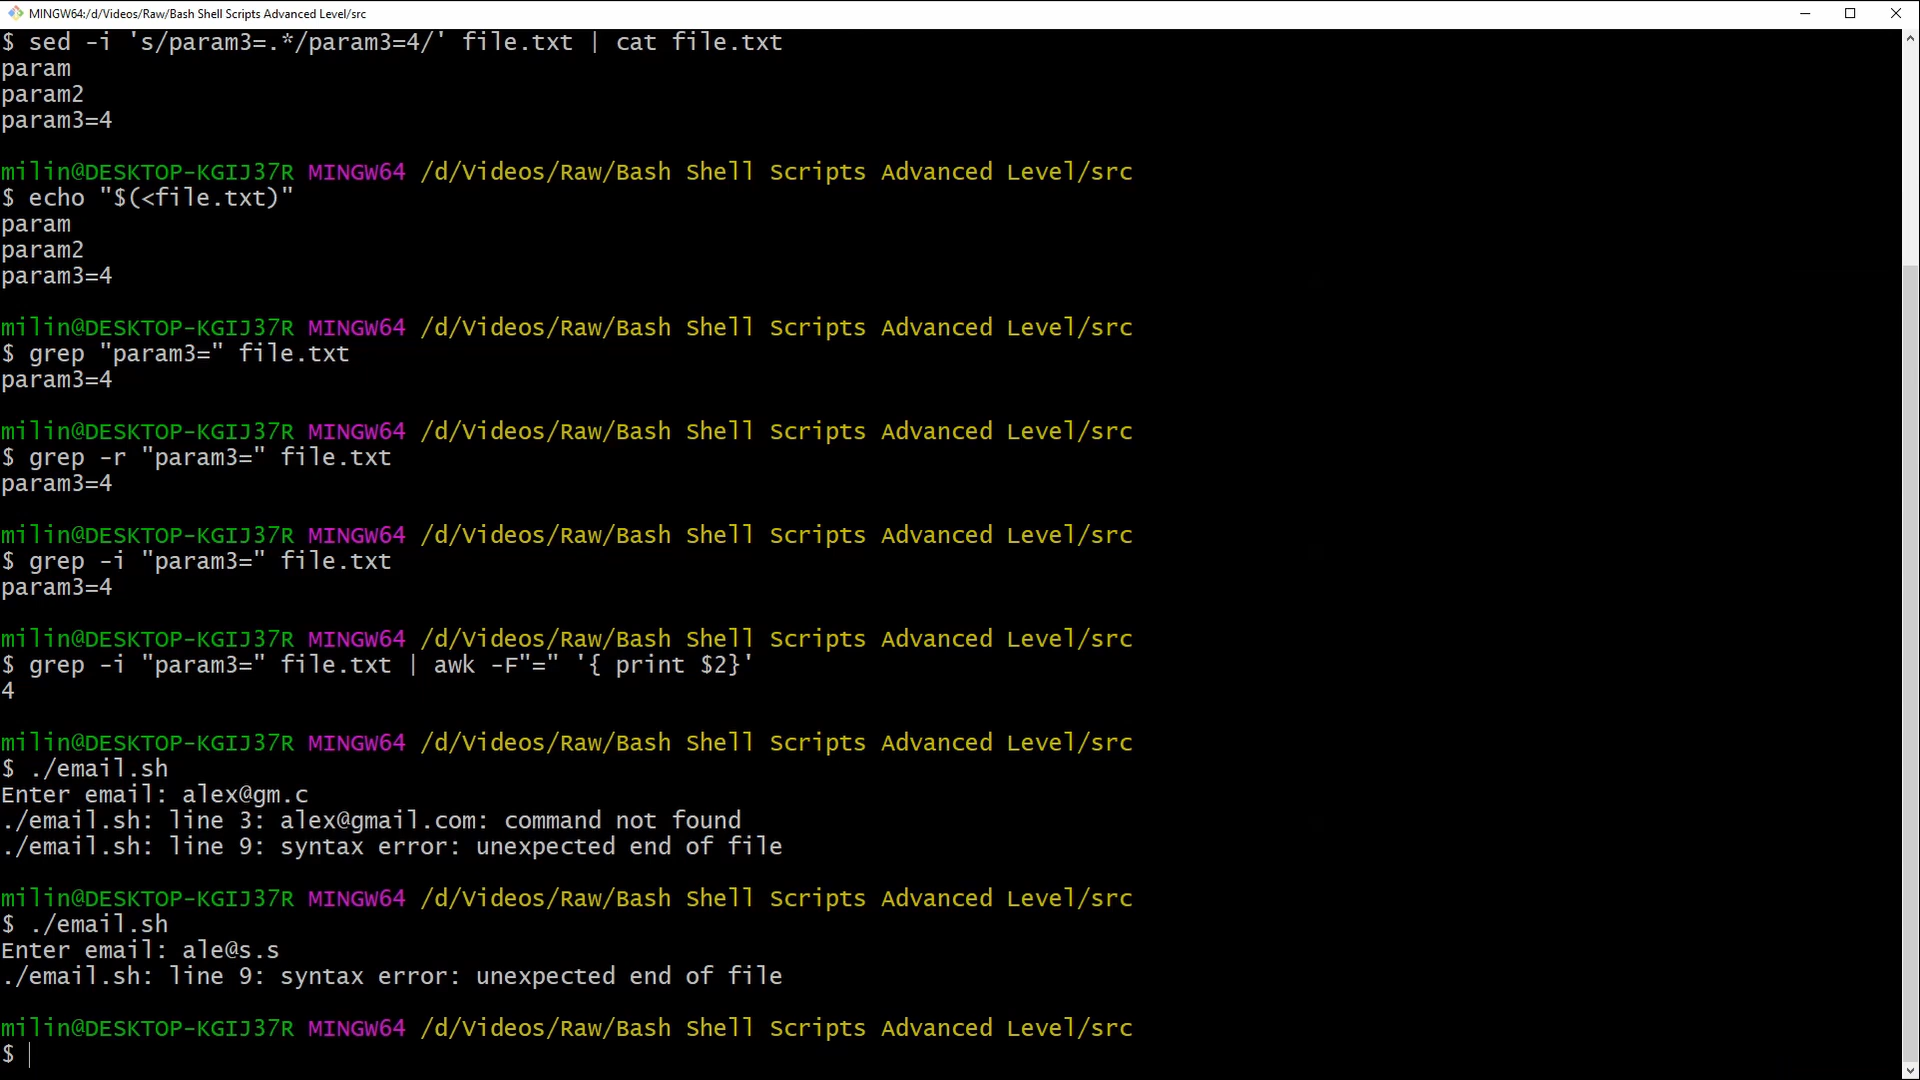 MINGW64:/d/Videos/Raw/Bash Shell Scripts Advanced Level/src
$ sed -i 's/param3=.*/param3=4/' file.txt | cat file.txt
param
param2
param3=4
milin@DESKTOP-KGIJ37R MINGW64 /d/Videos/Raw/Bash Shell Scripts Advanced Level/src
$ echo "$(<file.txt)"
param
param2
param3=4
milin@DESKTOP-KGIJ37R MINGW64 /d/Videos/Raw/Bash Shell Scripts Advanced Level/src
$ grep "param3=" file.txt
param3=4
milin@DESKTOP-KGIJ37R MINGW64 /d/Videos/Raw/Bash Shell Scripts Advanced Level/src
$ grep -r "param3=" file.txt
param3=4
milin@DESKTOP-KGIJ37R MINGW64 /d/Videos/Raw/Bash Shell Scripts Advanced Level/src
$ grep -i "param3=" file.txt
param3=4
milin@DESKTOP-KGIJ37R MINGW64 /d/Videos/Raw/Bash Shell Scripts Advanced Level/src
$ grep -i "param3=" file.txt | awk -F"=" '{ print $2}'
4
milin@DESKTOP-KGIJ37R MINGW64 /d/Videos/Raw/Bash Shell Scripts Advanced Level/src
$ ./email.sh
Enter email: alex@gm.c
./email.sh: line 3: alex@gmail.com: command not found
./email.sh: line 9: syntax error: unexpected end of file
milin@DESKTOP-KGIJ37R MINGW64 /d/Videos/Raw/Bash Shell Scripts Advanced Level/src
$ ./email.sh
Enter email: ale@s.s
./email.sh: line 9: syntax error: unexpected end of file
milin@DESKTOP-KGIJ37R MINGW64 /d/Videos/Raw/Bash Shell Scripts Advanced Level/src
$